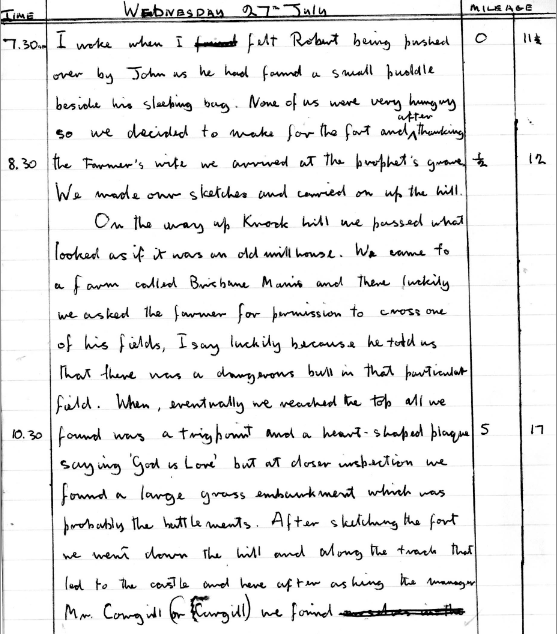 TIME WEDNESDAY 27th July MILEAGE
7.30am I woke when I felt Robert being pushed 0 11½
over by John as he had found a small puddle
beside his sleeping bag. None of us were very hungry
so we decided to make for the fort and after thanking
8.30 the Farmer's wife we arrived at the prophet's grave ½ 12
We made our sketches and carried on up the hill.
On the way up Knock hill we passed what
looked as if it was an old mill house. We came to
a farm called Brisbane Mains and there luckily
we asked the farmer for permission to cross one
of his fields, I say luckily because he told us
that there was a dangerous bull in that particular
field. When, eventually we reached the top all we
10.30 found was a trigpoint and a heart-shaped plaque 5 17
saying 'God is Love' but at closer inspection we
found a large grass embankment which was
probably the battlements. After sketching the fort
we went down the hill and along the track that
led to the castle and here after asking the manager
Mr. Cowgill (or Curgill) we found